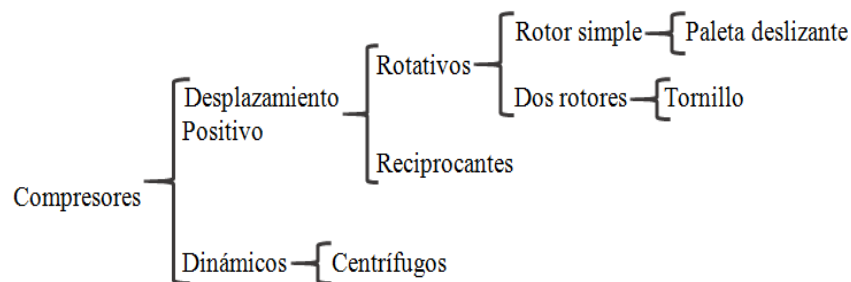 Compresores
Desplazamiento
Positivo
Rotativos
Rotor simple
Paleta deslizante
Dos rotores
Tornillo
Reciprocantes
Dinámicos
Centrífugos